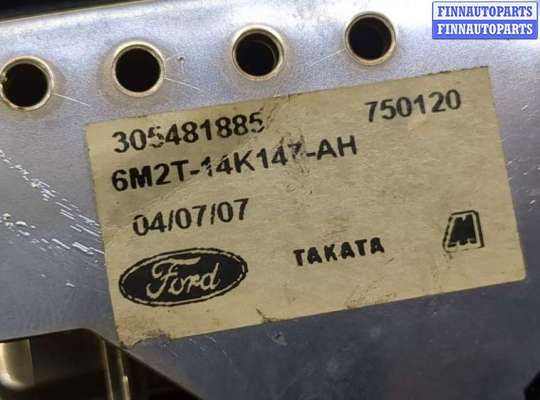 FINNAUTOPARTS
FINNAUTOPARTS
305481885 750120
6M2T-14K147-AH
04/07/07
Ford TAKATA M